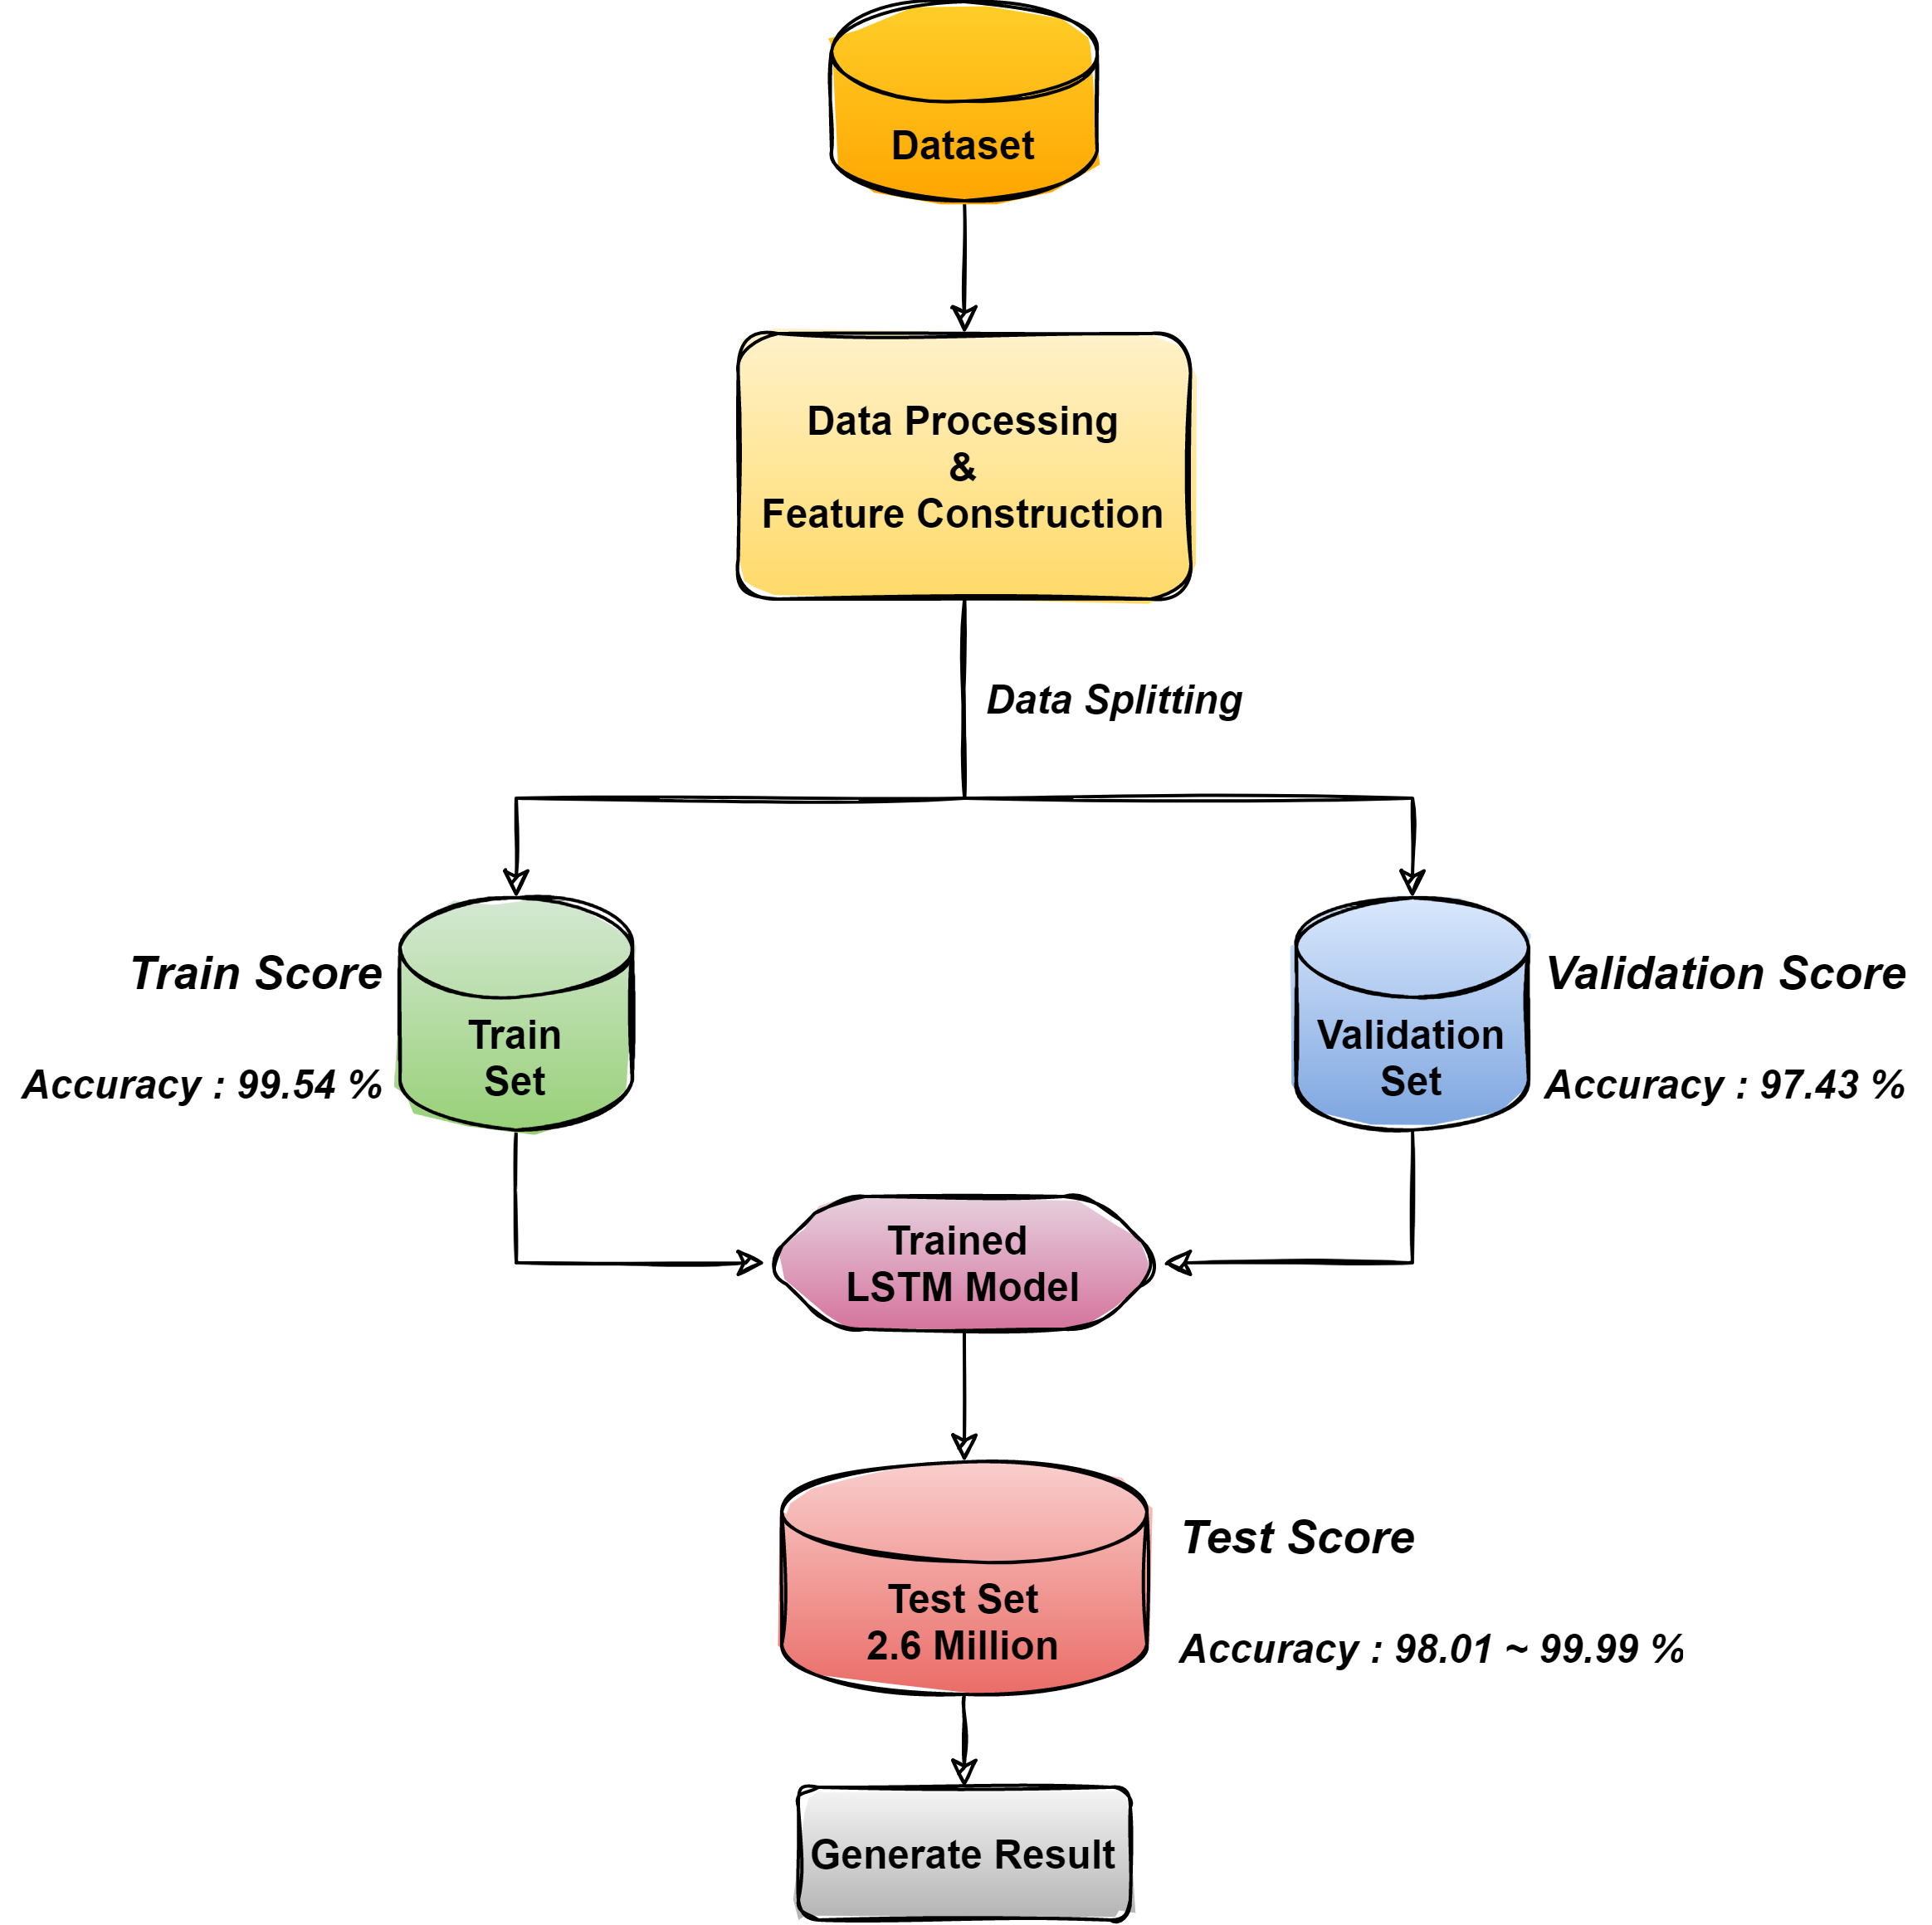 Dataset
Data Processing
&
Feature Construction
Data Splitting
Train Score
Accuracy : 99.54 %
Train
Set
Validation
Set
Validation Score
Accuracy : 97.43 %
Trained
LSTM Model
Test Set
2.6 Million
Test Score
Accuracy : 98.01 ~ 99.99 %
Generate Result